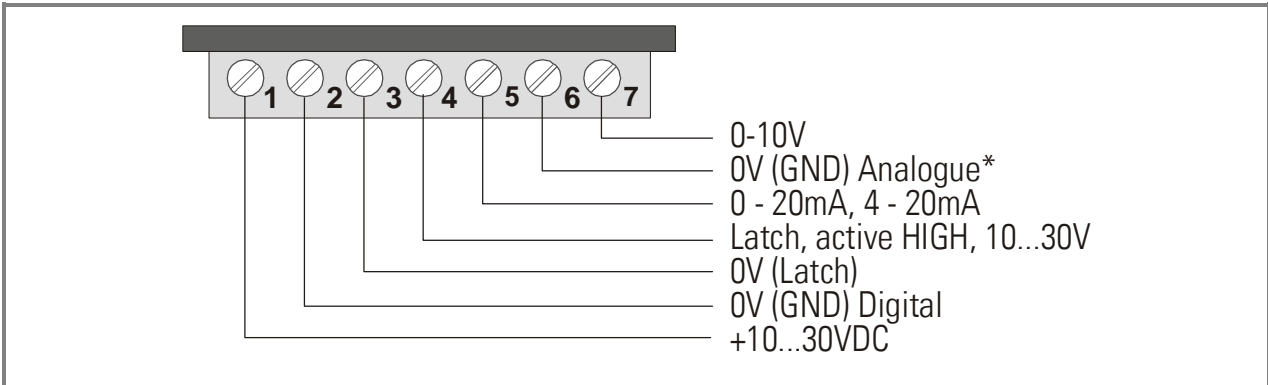 1 2 3 4 5 6 7
0-10V
0V (GND) Analogue*
0 - 20mA, 4 - 20mA
Latch, active HIGH, 10...30V
0V (Latch)
0V (GND) Digital
+10...30VDC